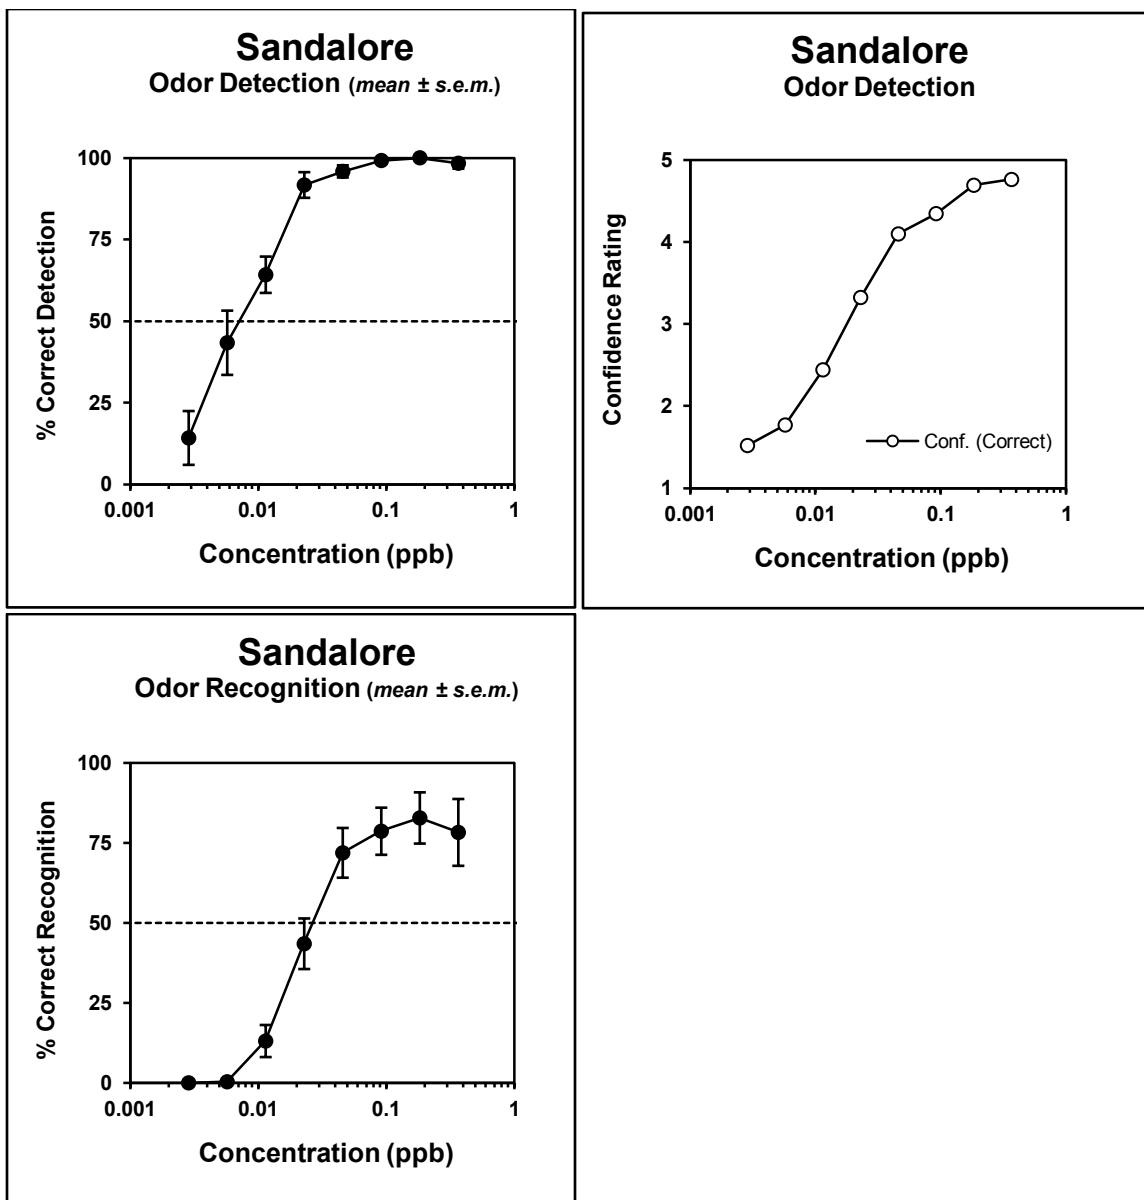 Sandalore
Odor Detection (mean ± s.e.m.)
100
75
50
25
0
% Correct Detection
0.001 0.01 0.1 1
Concentration (ppb)
Sandalore
Odor Detection
5
4
3
2
1
Confidence Rating
Conf. (Correct)
0.001 0.01 0.1 1
Concentration (ppb)
Sandalore
Odor Recognition (mean ± s.e.m.)
100
75
50
25
0
% Correct Recognition
0.001 0.01 0.1 1
Concentration (ppb)